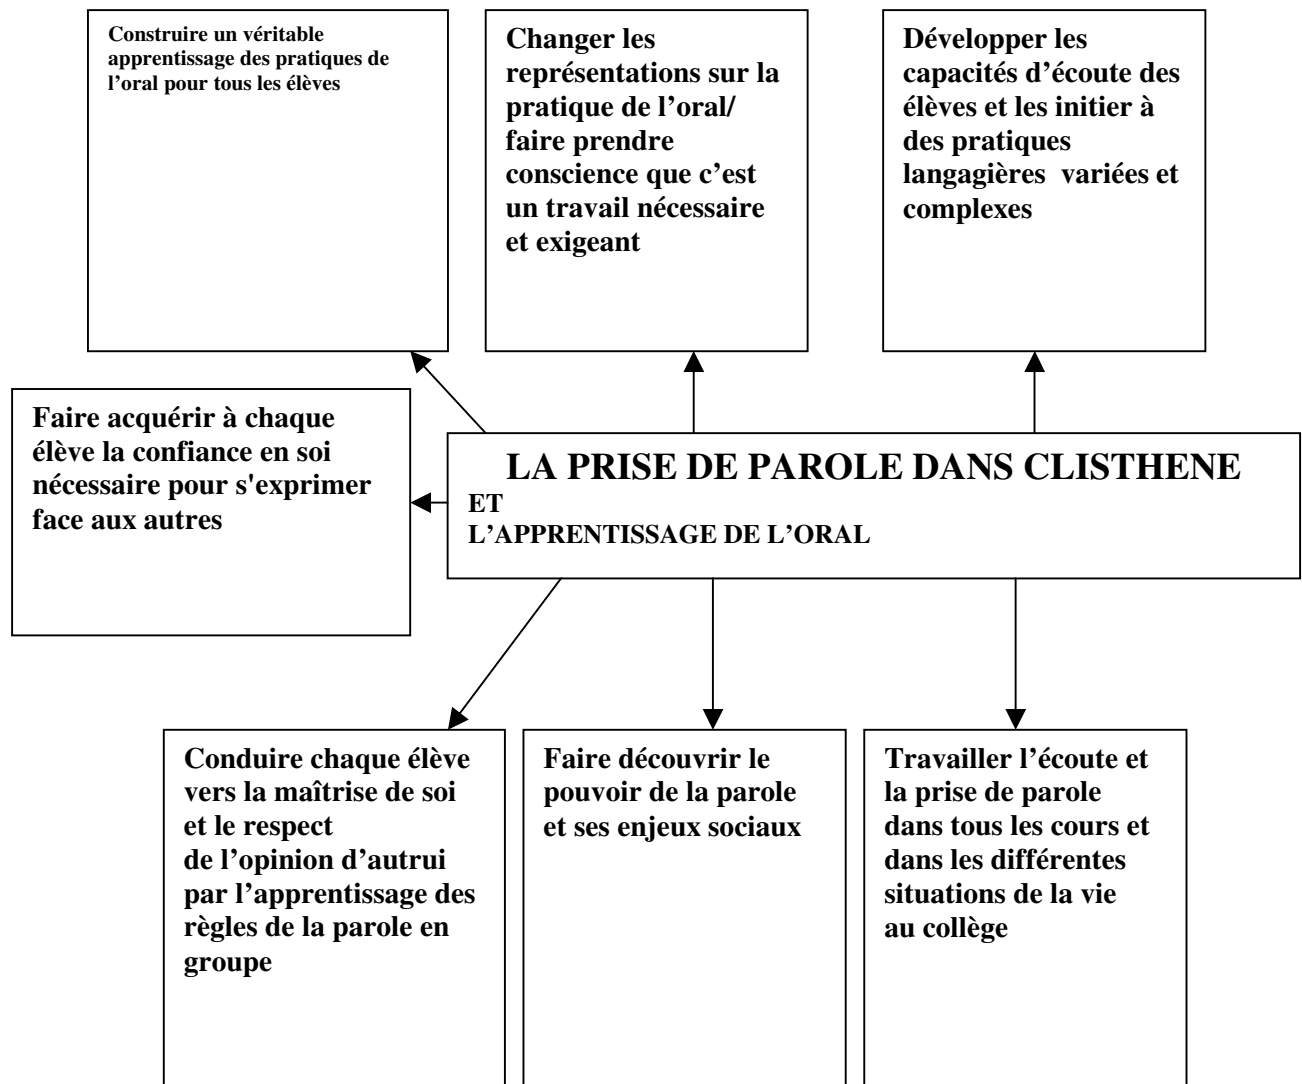 Construire un véritable
apprentissage des pratiques de
l’oral pour tous les élèves
Changer les
représentations sur la
pratique de l’oral/
faire prendre
conscience que c’est
un travail nécessaire
et exigeant
Développer les
capacités d’écoute des
élèves et les initier à
des pratiques
langagières variées et
complexes
Faire acquérir à chaque
élève la confiance en soi
nécessaire pour s'exprimer
face aux autres
LA PRISE DE PAROLE DANS CLISTHENE
ET
L’APPRENTISSAGE DE L’ORAL
Conduire chaque élève
vers la maîtrise de soi
et le respect
de l’opinion d’autrui
par l’apprentissage des
règles de la parole en
groupe
Faire découvrir le
pouvoir de la parole
et ses enjeux sociaux
Travailler l’écoute et
la prise de parole
dans tous les cours et
dans les différentes
situations de la vie
au collège